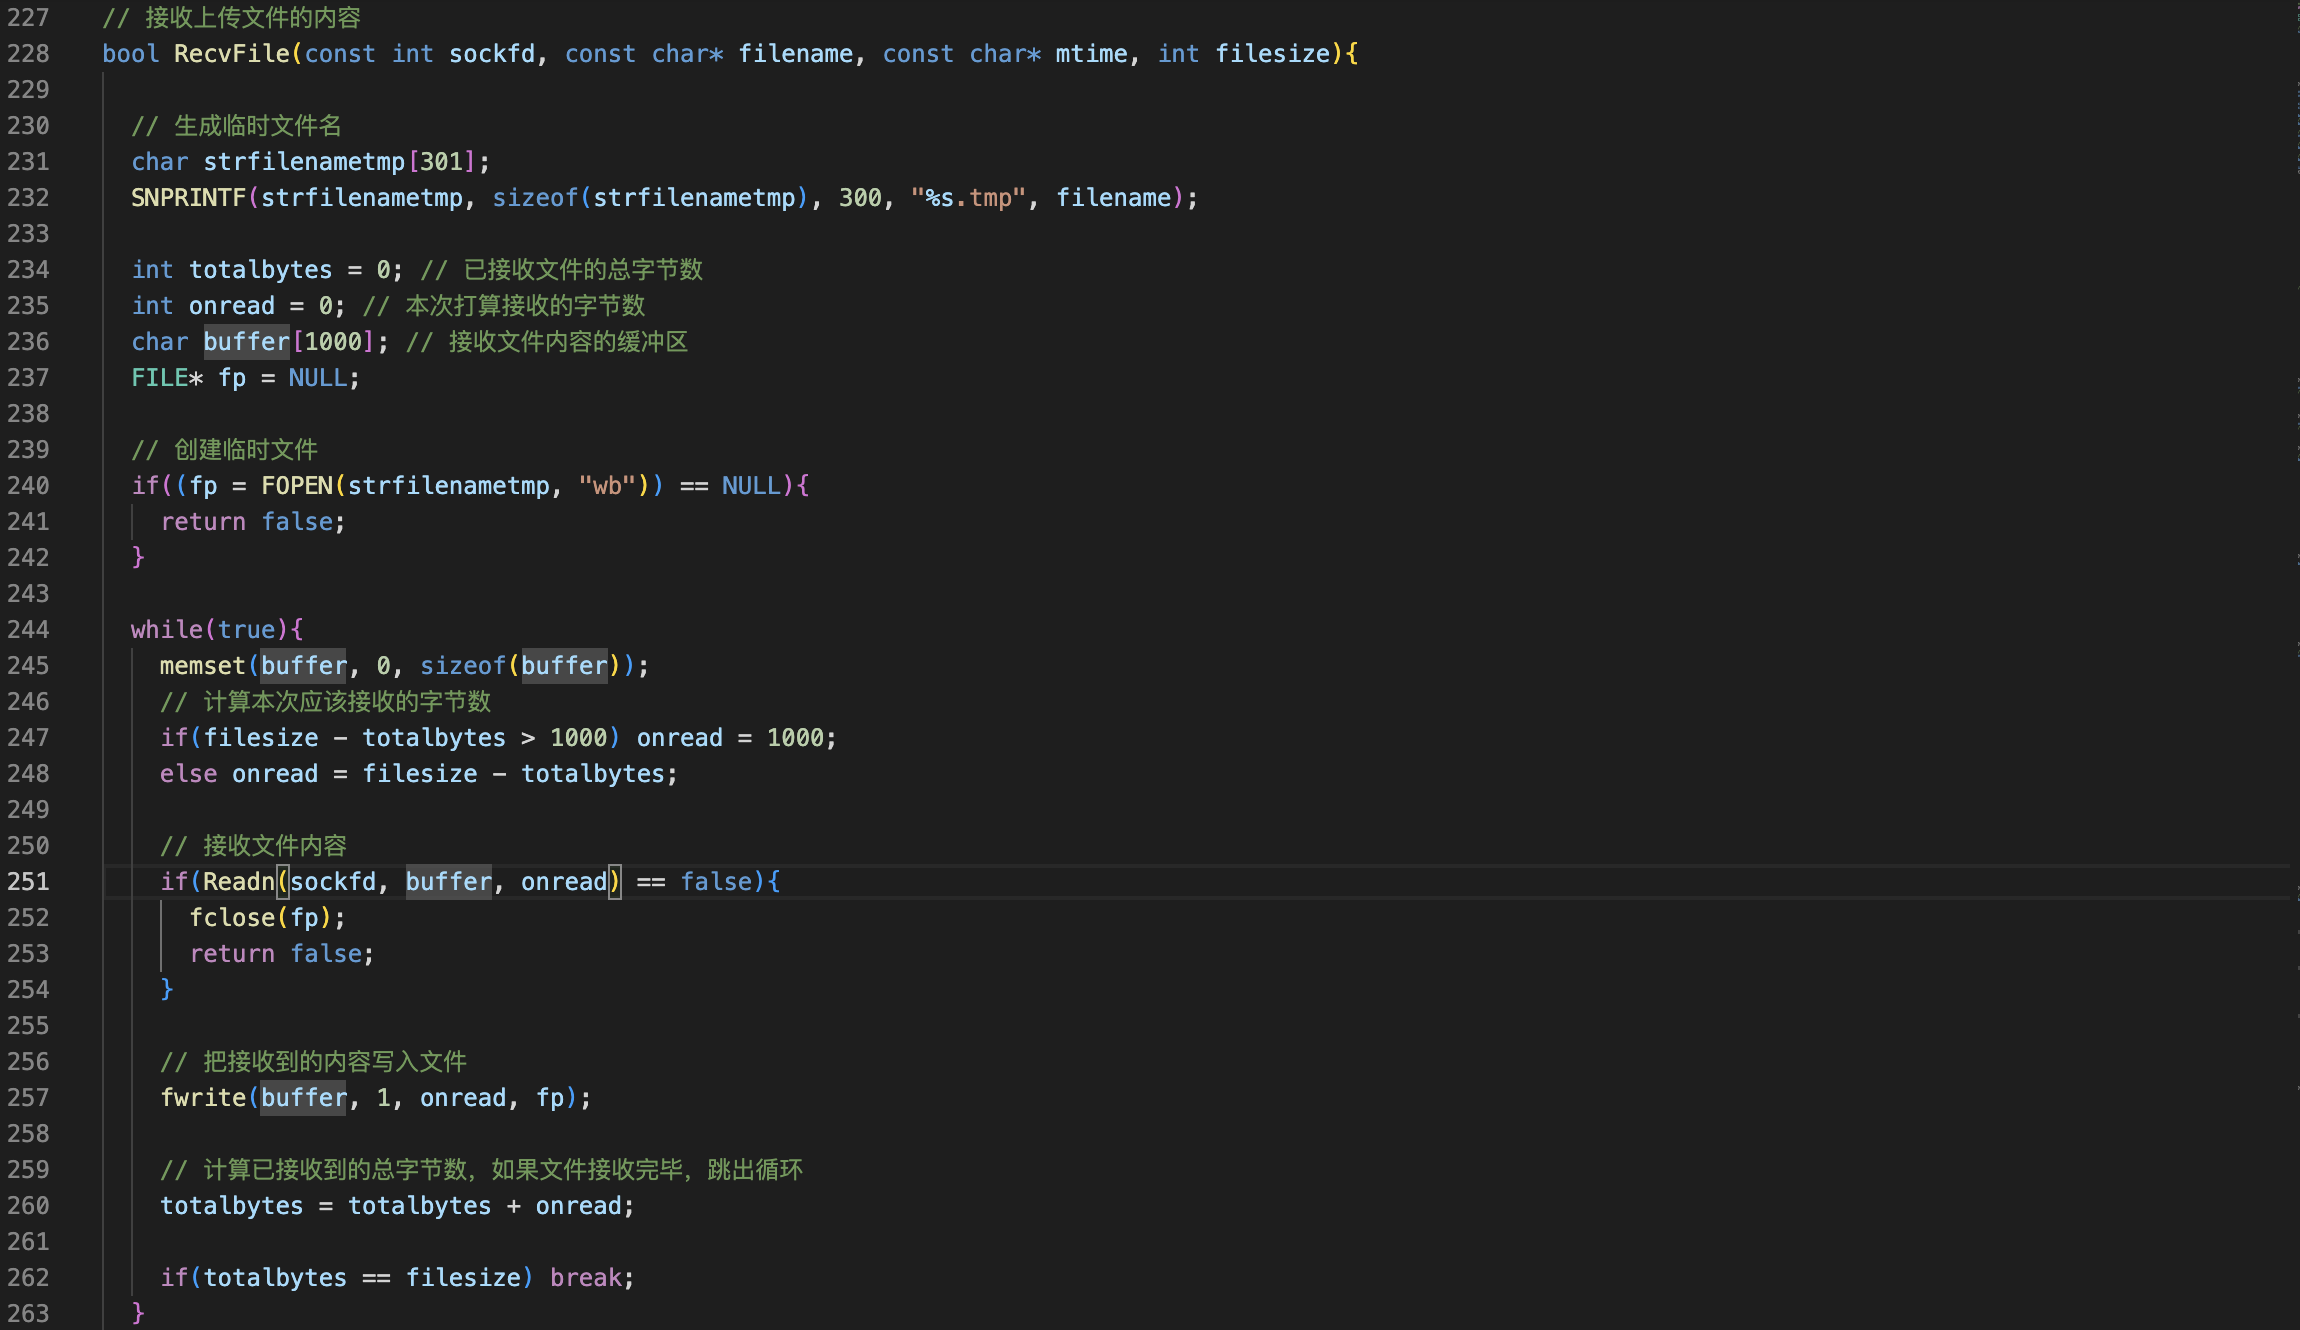 227 // 接收上传文件的内容
228 bool RecvFile(const int sockfd, const char* filename, const char* mtime, int filesize){
229
230 // 生成临时文件名
231 char strfilenametmp[301];
232 SNPRINTF(strfilenametmp, sizeof(strfilenametmp), 300, "%s.tmp", filename);
233
234 int totalbytes = 0; // 已接收文件的总字节数
235 int onread = 0; // 本次打算接收的字节数
236 char buffer[1000]; // 接收文件内容的缓冲区
237 FILE* fp = NULL;
238
239 // 创建临时文件
240 if((fp = FOPEN(strfilenametmp, "wb")) == NULL){
241 return false;
242 }
243
244 while(true){
245 memset(buffer, 0, sizeof(buffer));
246 // 计算本次应该接收的字节数
247 if(filesize - totalbytes > 1000) onread = 1000;
248 else onread = filesize - totalbytes;
249
250 // 接收文件内容
251 if(Readn(sockfd, buffer, onread) == false){
252 fclose(fp);
253 return false;
254 }
255
256 // 把接收到的内容写入文件
257 fwrite(buffer, 1, onread, fp);
258
259 // 计算已接收到的总字节数，如果文件接收完毕，跳出循环
260 totalbytes = totalbytes + onread;
261
262 if(totalbytes == filesize) break;
263 }